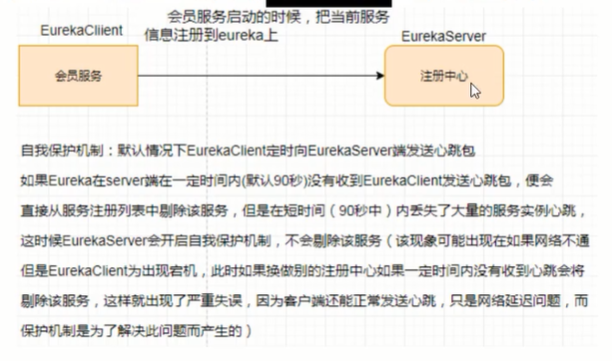 会员服务启动的时候，把当前服务
信息注册到eureka上
EurekaCliient
EurekaServer
会员服务
注册中心
自我保护机制：默认情况下EurekaClient定时向EurekaServer端发送心跳包
如果Eureka在server端在一定时间内(默认90秒)没有收到EurekaClient发送心跳包，便会
直接从服务注册列表中剔除该服务，但是在短时间（90秒中）内丢失了大量的服务实例心跳，
这时候EurekaServer会开启自我保护机制，不会剔除该服务（该现象可能出现在如果网络不通
但是EurekaClient为出现宕机，此时如果换做别的注册中心如果一定时间内没有收到心跳会将
剔除该服务，这样就出现了严重失误，因为客户端还能正常发送心跳，只是网络延迟问题，而
保护机制是为了解决此问题而产生的）